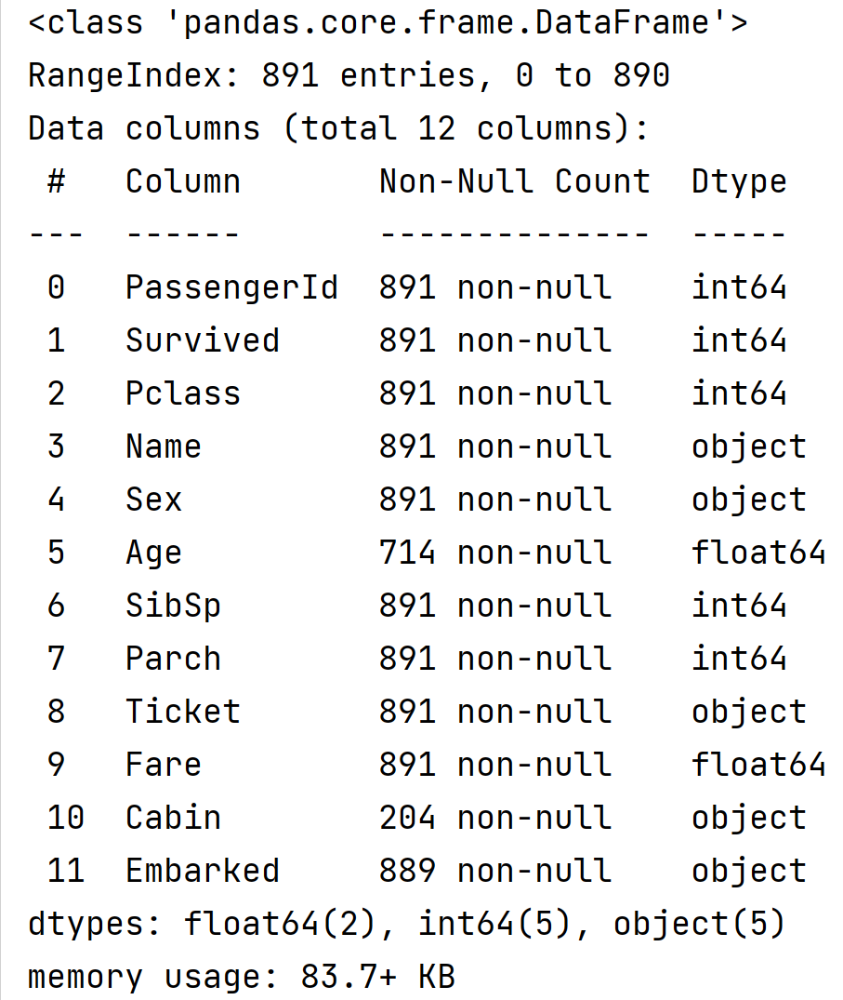 <class 'pandas.core.frame.DataFrame'>
RangeIndex: 891 entries, 0 to 890
Data columns (total 12 columns):
 #   Column       Non-Null Count  Dtype
---  ------       --------------  -----
 0   PassengerId  891 non-null    int64
 1   Survived     891 non-null    int64
 2   Pclass       891 non-null    int64
 3   Name         891 non-null    object
 4   Sex          891 non-null    object
 5   Age          714 non-null    float64
 6   SibSp        891 non-null    int64
 7   Parch        891 non-null    int64
 8   Ticket       891 non-null    object
 9   Fare         891 non-null    float64
 10  Cabin        204 non-null    object
 11  Embarked     889 non-null    object
dtypes: float64(2), int64(5), object(5)
memory usage: 83.7+ KB